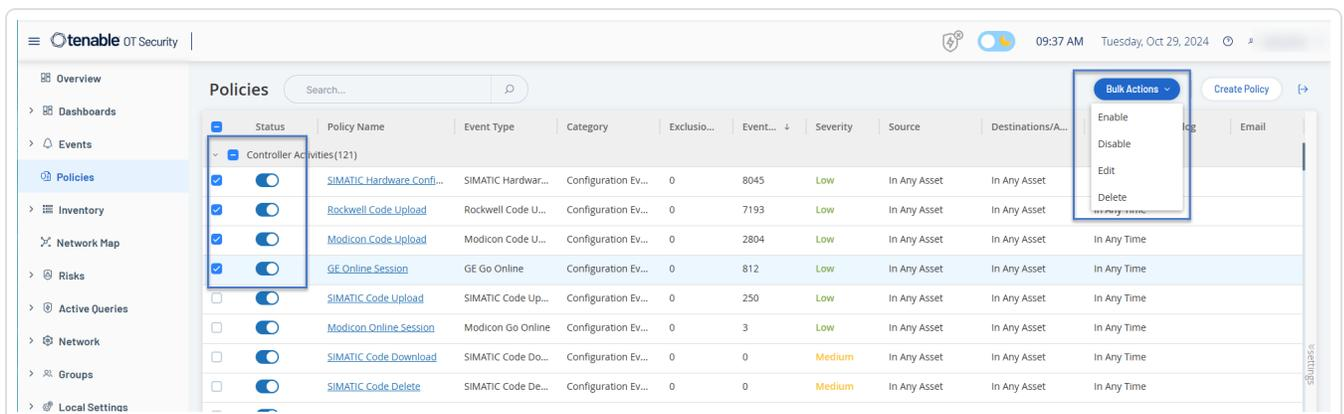 tenable OT Security
09:37 AM Tuesday, Oct 29, 2024
Overview
Dashboards
Events
Policies
Inventory
Network Map
Risks
Active Queries
Network
Groups
Local Settings
Policies Search... Bulk Actions Create Policy
Enable
Disable
Edit
Delete
Status Policy Name Event Type Category Exclusio... Event... Severity Source Destinations/A... Email
Controller Activities (121)
SIMATIC Hardware Confi... SIMATIC Hardwar... Configuration Ev... 0 8045 Low In Any Asset In Any Asset
Rockwell Code Upload Rockwell Code U... Configuration Ev... 0 7193 Low In Any Asset In Any Asset In Any Time
Modicon Code Upload Modicon Code U... Configuration Ev... 0 2804 Low In Any Asset In Any Asset In Any Time
GE Online Session GE Go Online Configuration Ev... 0 812 Low In Any Asset In Any Asset In Any Time
SIMATIC Code Upload SIMATIC Code Up... Configuration Ev... 0 250 Low In Any Asset In Any Asset In Any Time
Modicon Online Session Modicon Go Online Configuration Ev... 0 3 Low In Any Asset In Any Asset In Any Time
SIMATIC Code Download SIMATIC Code Do... Configuration Ev... 0 0 Medium In Any Asset In Any Asset In Any Time
SIMATIC Code Delete SIMATIC Code De... Configuration Ev... 0 0 Medium In Any Asset In Any Asset In Any Time
Settings